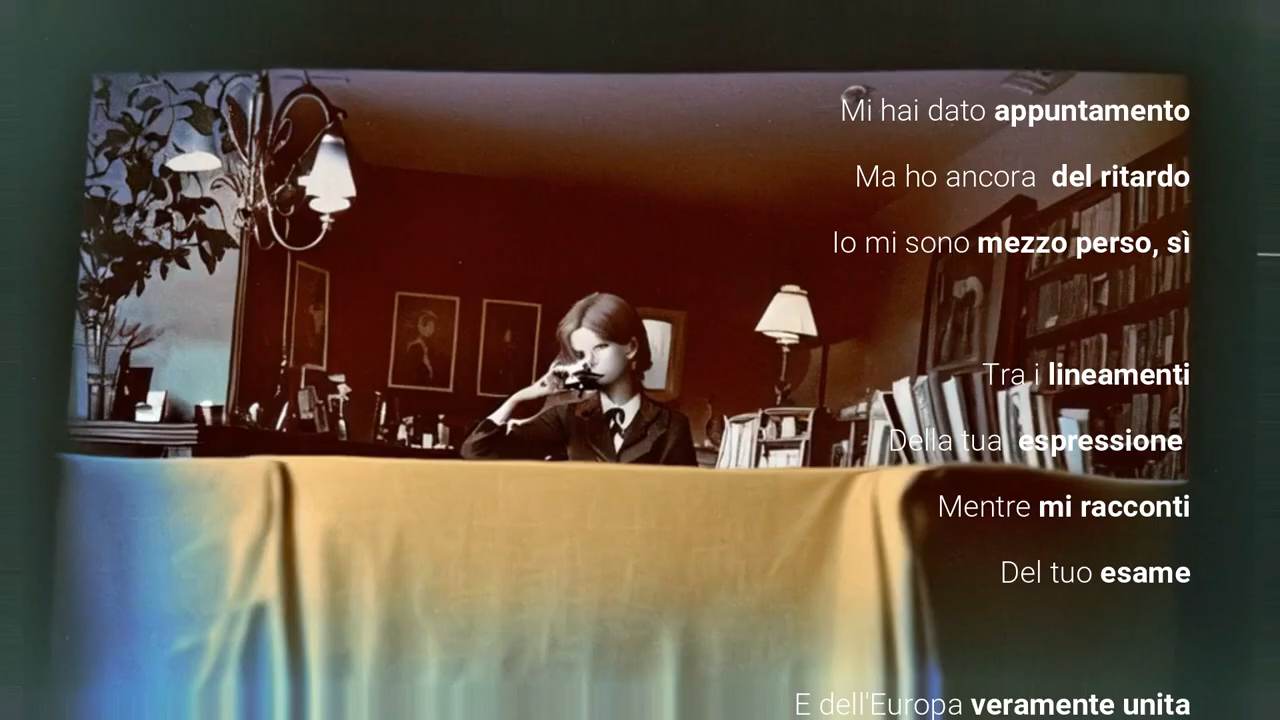 Mi hai dato appuntamento
Ma ho ancora del ritardo
Io mi sono mezzo perso, sì
Tra i lineamenti
Della tua espressione
Mentre mi racconti
Del tuo esame
E dell'Europa veramente unita